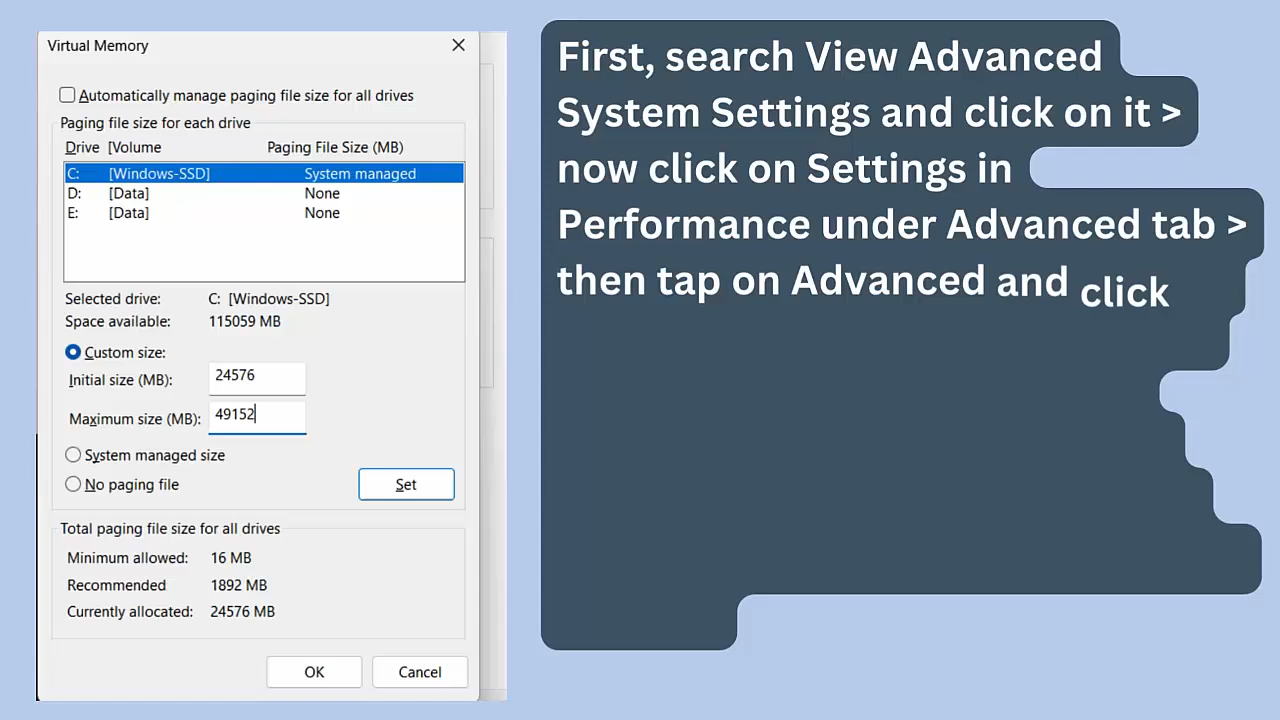 Virtual Memory
Automatically manage paging file size for all drives
Paging file size for each drive
Drive [Volume Paging File Size (MB)
C: [Windows-SSD] System managed
D: [Data] None
E: [Data] None
Selected drive: C: [Windows-SSD]
Space available: 115059 MB
Custom size:
Initial size (MB): 24576
Maximum size (MB): 49152
System managed size
No paging file
Set
Total paging file size for all drives
Minimum allowed: 16 MB
Recommended 1892 MB
Currently allocated: 24576 MB
OK Cancel
First, search View Advanced
System Settings and click on it >
now click on Settings in
Performance under Advanced tab >
then tap on Advanced and click